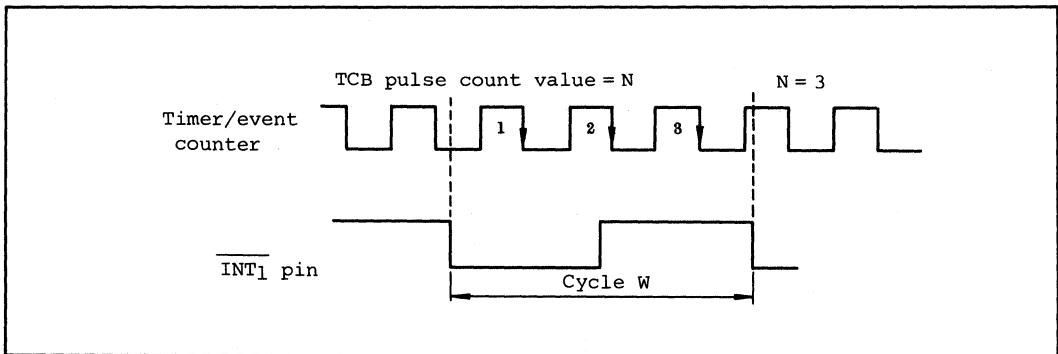 TCB pulse count value = N
N = 3
Timer/event
counter
1 2 3
INT1 pin
Cycle W